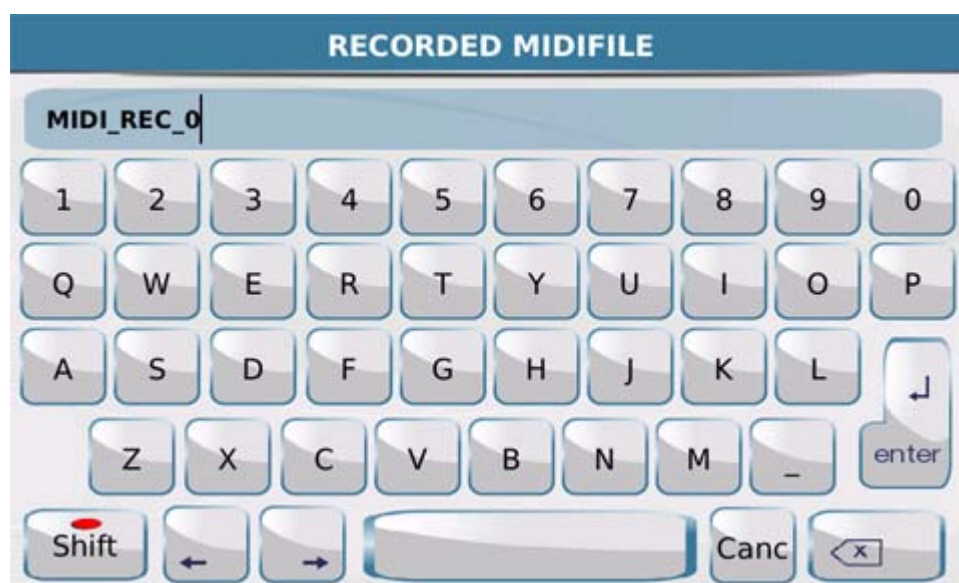 RECORDED MIDIFILE
MIDI_REC_0
1 2 3 4 5 6 7 8 9 0
Q W E R T Y U I O P
A S D F G H J K L
Z X C V B N M _ enter
Shift ← → Canc